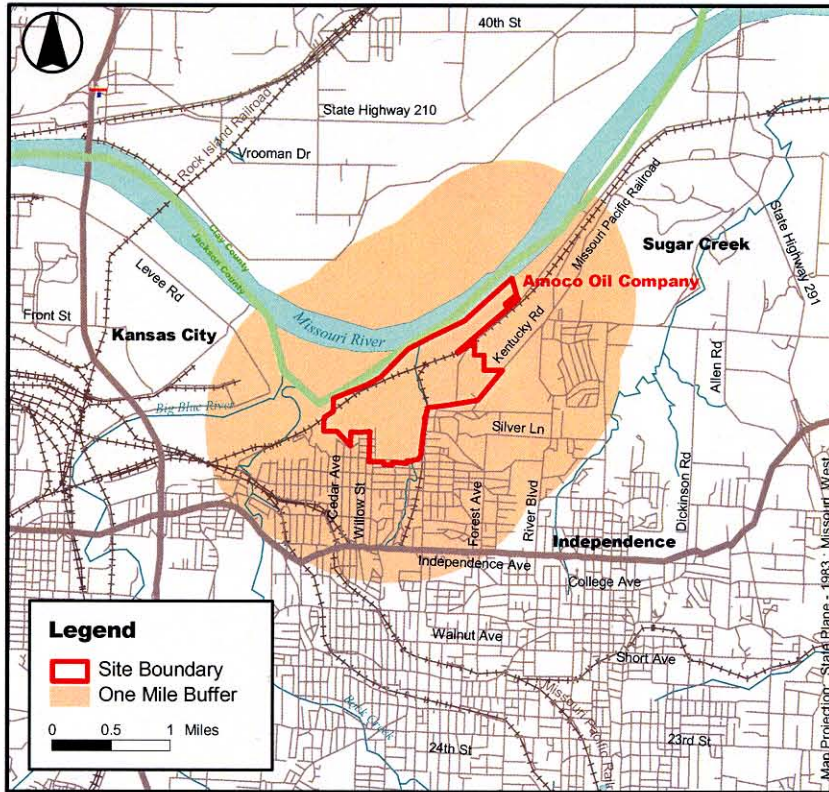 40th St
State Highway 210
Rock Island Railroad
Vrooman Dr
Clay County
Jackson County
Levee Rd
Missouri Pacific Railroad
Sugar Creek
State Highway 291
Amoco Oil Company
Front St
Kansas City
Missouri River
Kentucky Rd
Allen Rd
Big Blue River
Silver Ln
Cedar Ave
Willow St
Forest Ave
River Blvd
Dickinson Rd
Independence
Independence Ave
College Ave
Legend
Site Boundary
One Mile Buffer
0 0.5 1 Miles
Walnut Ave
Short Ave
Missouri Pacific Railr
Rock Creek
24th St
23rd St
Map Projection: State Plane - 1983 - Missouri, West